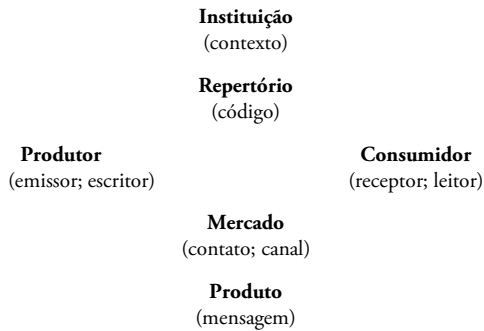 Instituição
(contexto)
Repertório
(código)
Produtor
(emissor; escritor)
Consumidor
(receptor; leitor)
Mercado
(contato; canal)
Produto
(mensagem)